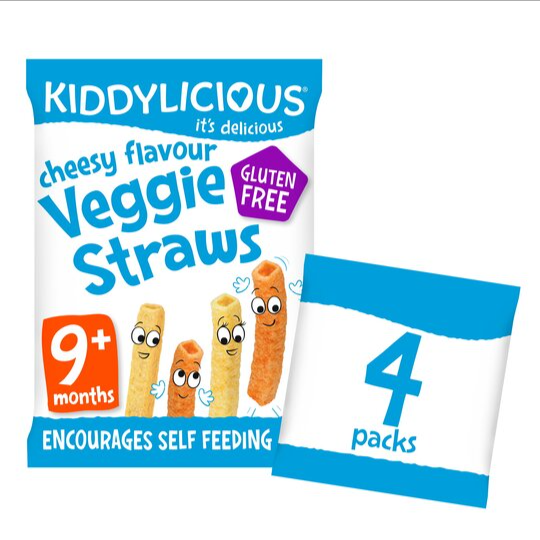 KIDDYLICIOUS®
it's delicious
cheesy flavour
Veggie
Straws
GLUTEN
FREE
9+
months
ENCOURAGES SELF FEEDING
4
packs